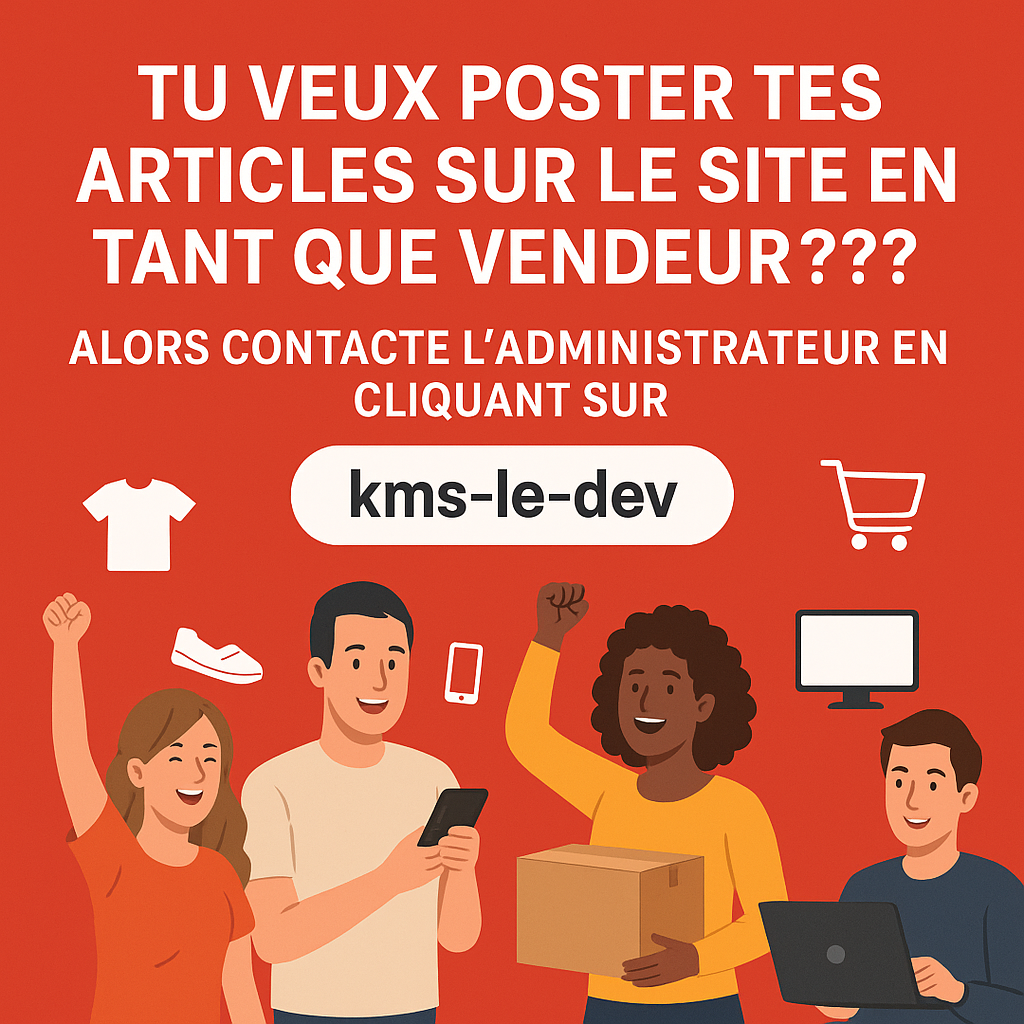 TU VEUX POSTER TES
ARTICLES SUR LE SITE EN
TANT QUE VENDEUR???
ALORS CONTACTE L'ADMINISTRATEUR EN
CLIQUANT SUR
kms-le-dev